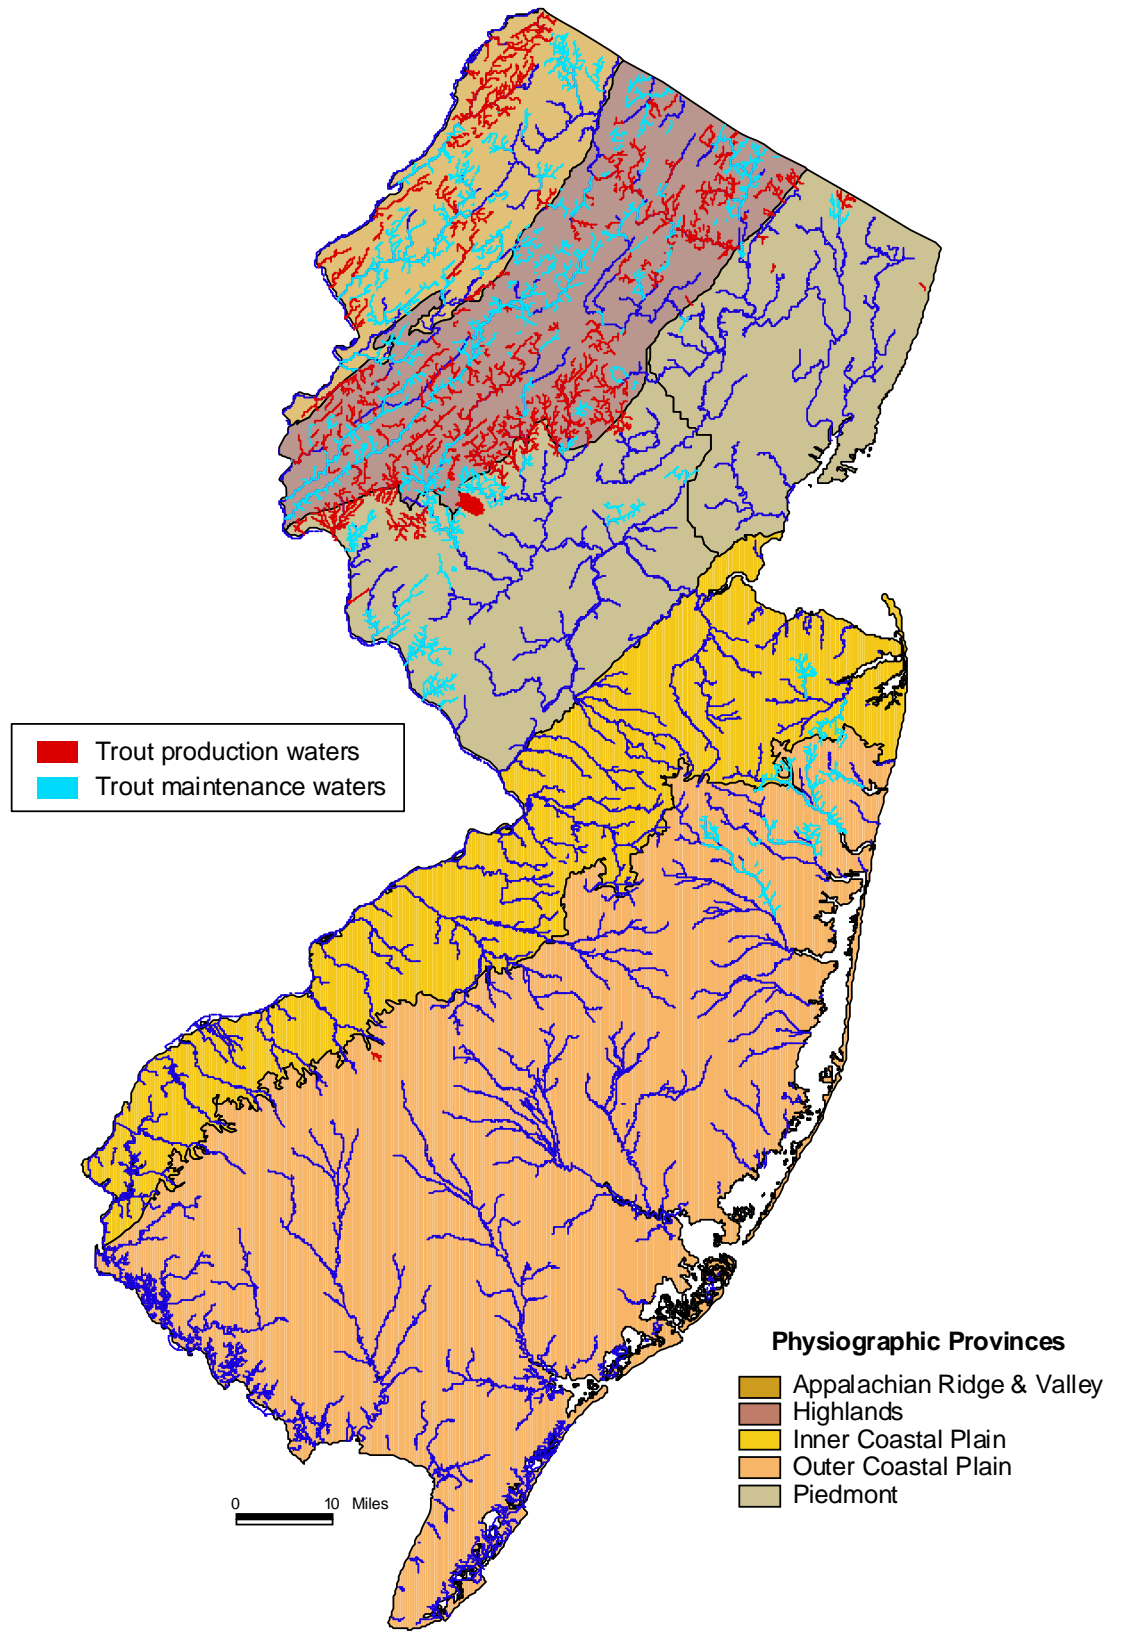 Trout production waters
Trout maintenance waters
Physiographic Provinces
Appalachian Ridge & Valley
Highlands
Inner Coastal Plain
Outer Coastal Plain
Piedmont
0 10 Miles